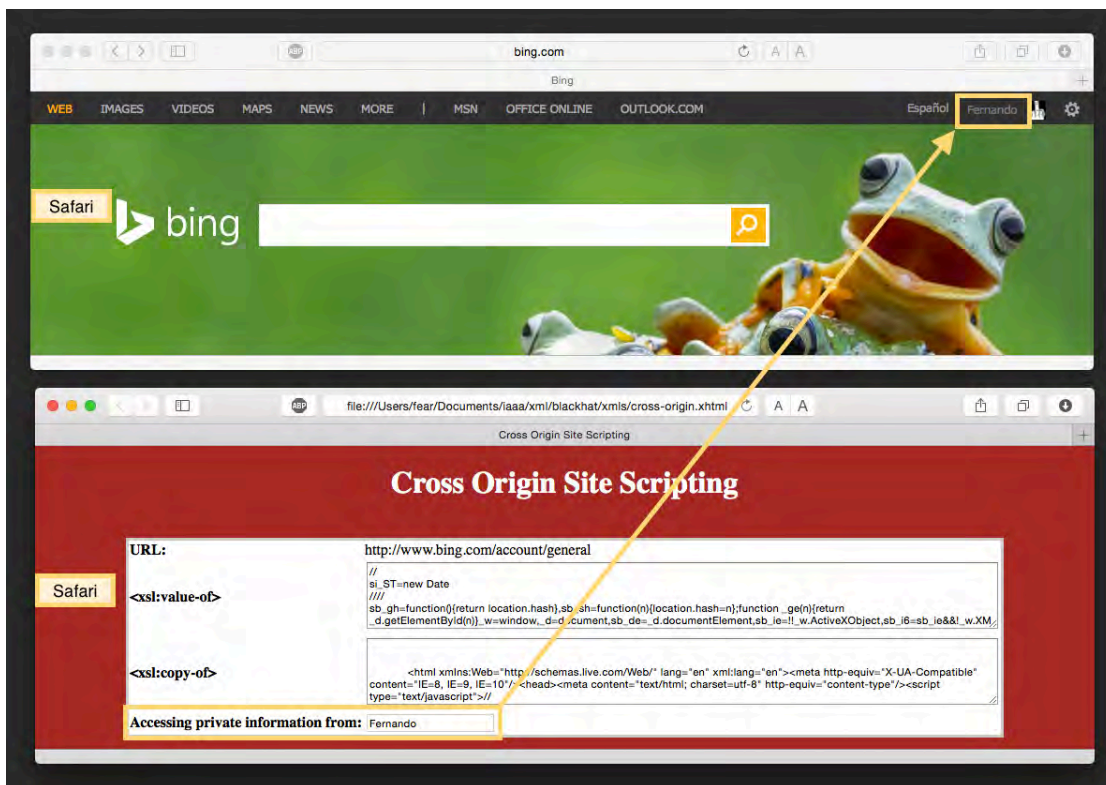 bing.com
A A
Bing
WEB IMAGES VIDEOS MAPS NEWS MORE | MSN OFFICE ONLINE OUTLOOK.COM Español Fernando
Safari
bing
ABP file:///Users/fear/Documents/iaaa/xml/blackhat/xmls/cross-origin.xhtml A A
Cross Origin Site Scripting
Cross Origin Site Scripting
URL: http://www.bing.com/account/general
Safari
<xsl:value-of>
//
si_ST=new Date
////
sb_gh=function(){return location.hash},sb_sh=function(n){location.hash=n};function _ge(n){return
_d.getElementById(n)}_w=window,_d=document,sb_de=_d.documentElement,sb_ie=!!_w.ActiveXObject,sb_i6=sb_ie&&!_w.XM
<xsl:copy-of>
<html xmlns:Web="http://schemas.live.com/Web/" lang="en" xml:lang="en"><meta http-equiv="X-UA-Compatible"
content="IE=8, IE=9, IE=10"/><head><meta content="text/html; charset=utf-8" http-equiv="content-type"/><script
type="text/javascript">//
Accessing private information from: Fernando